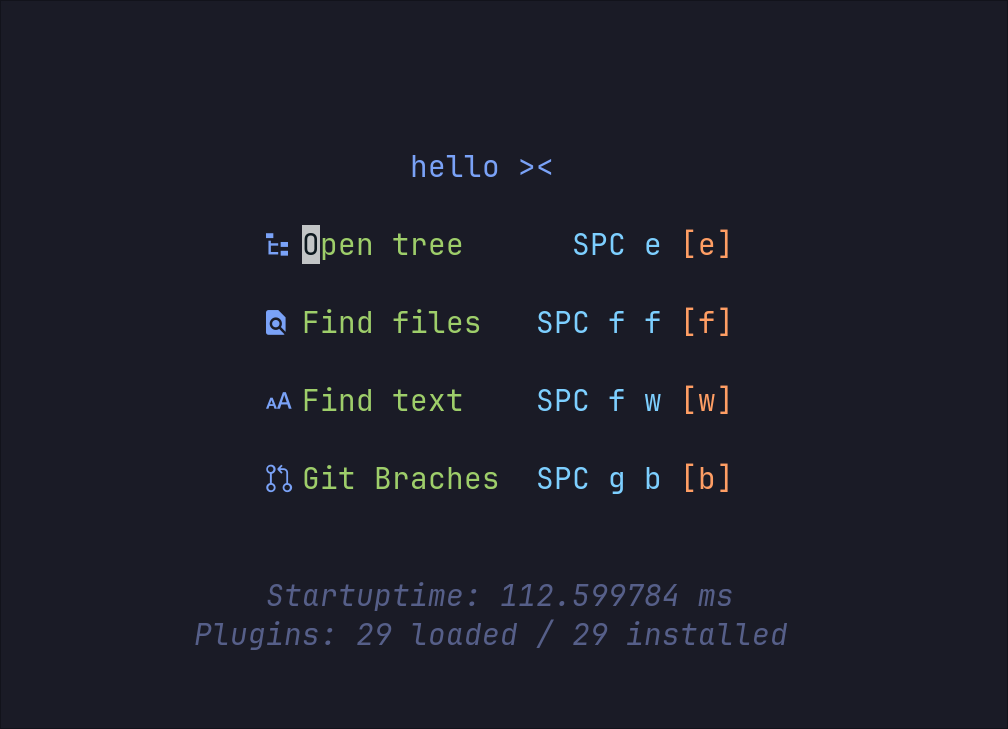 hello ><
Open tree SPC e [e]
Find files SPC f f [f]
Find text SPC f w [w]
Git Braches SPC g b [b]
Startuptime: 112.599784 ms
Plugins: 29 loaded / 29 installed